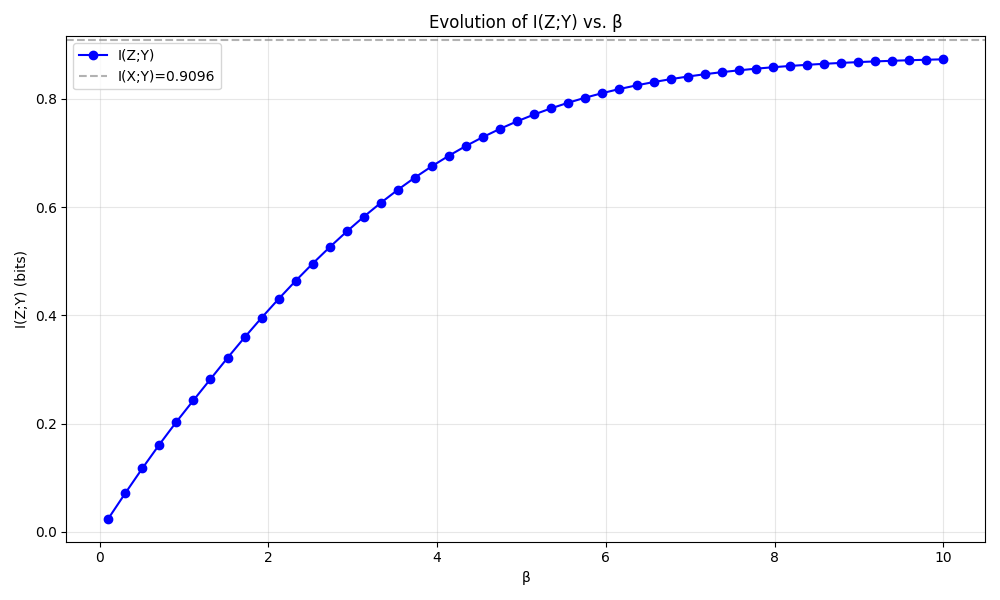 Evolution of I(Z;Y) vs. β
I(Z;Y)
I(X;Y)=0.9096
I(Z;Y) (bits)
0.8
0.6
0.4
0.2
0.0
0 2 4 6 8 10
β